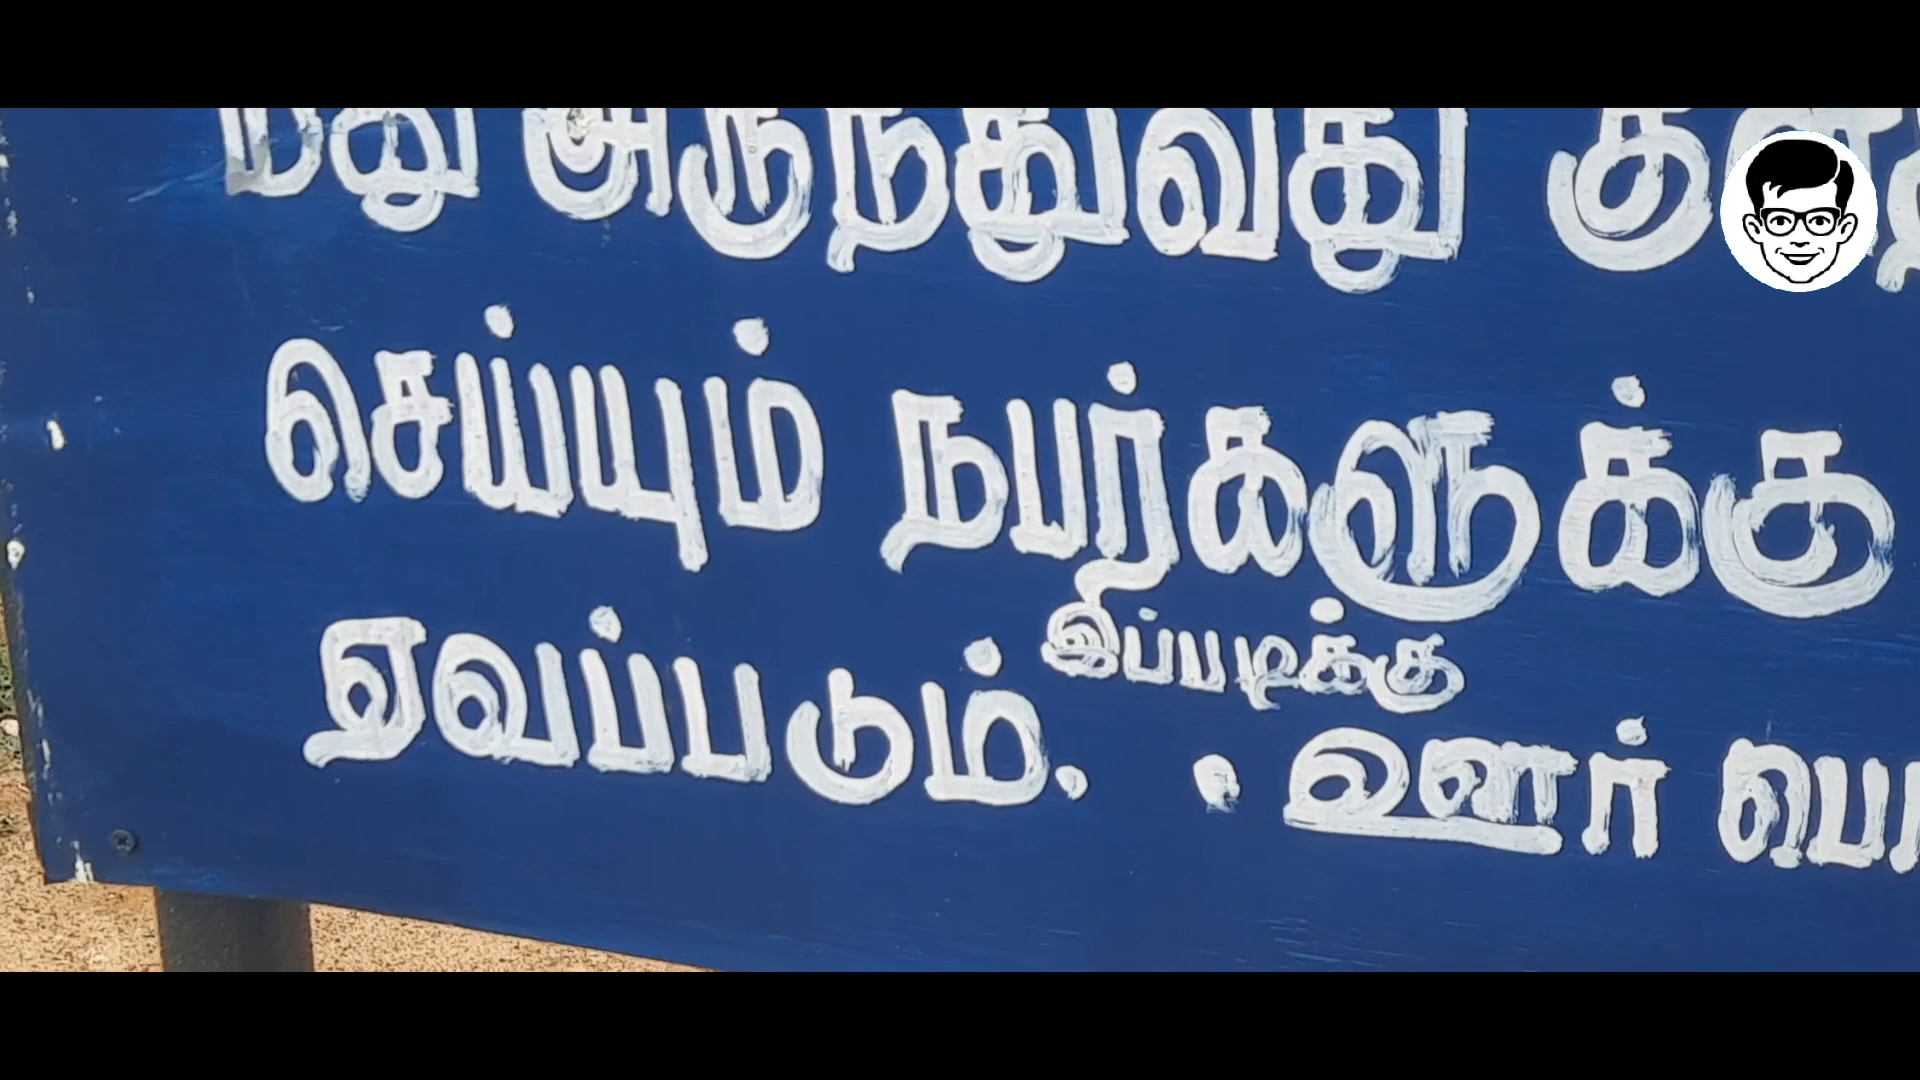 மது அருந்துவது
செய்யும் நபர்களுக்கு
ஏவப்படும். இப்படிக்கு
. ஊர்